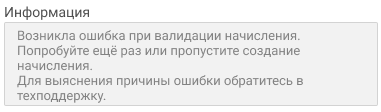 Информация
Возникла ошибка при валидации начисления.
Попробуйте ещё раз или пропустите создание
начисления.
Для выяснения причины ошибки обратитесь в
техподдержку.